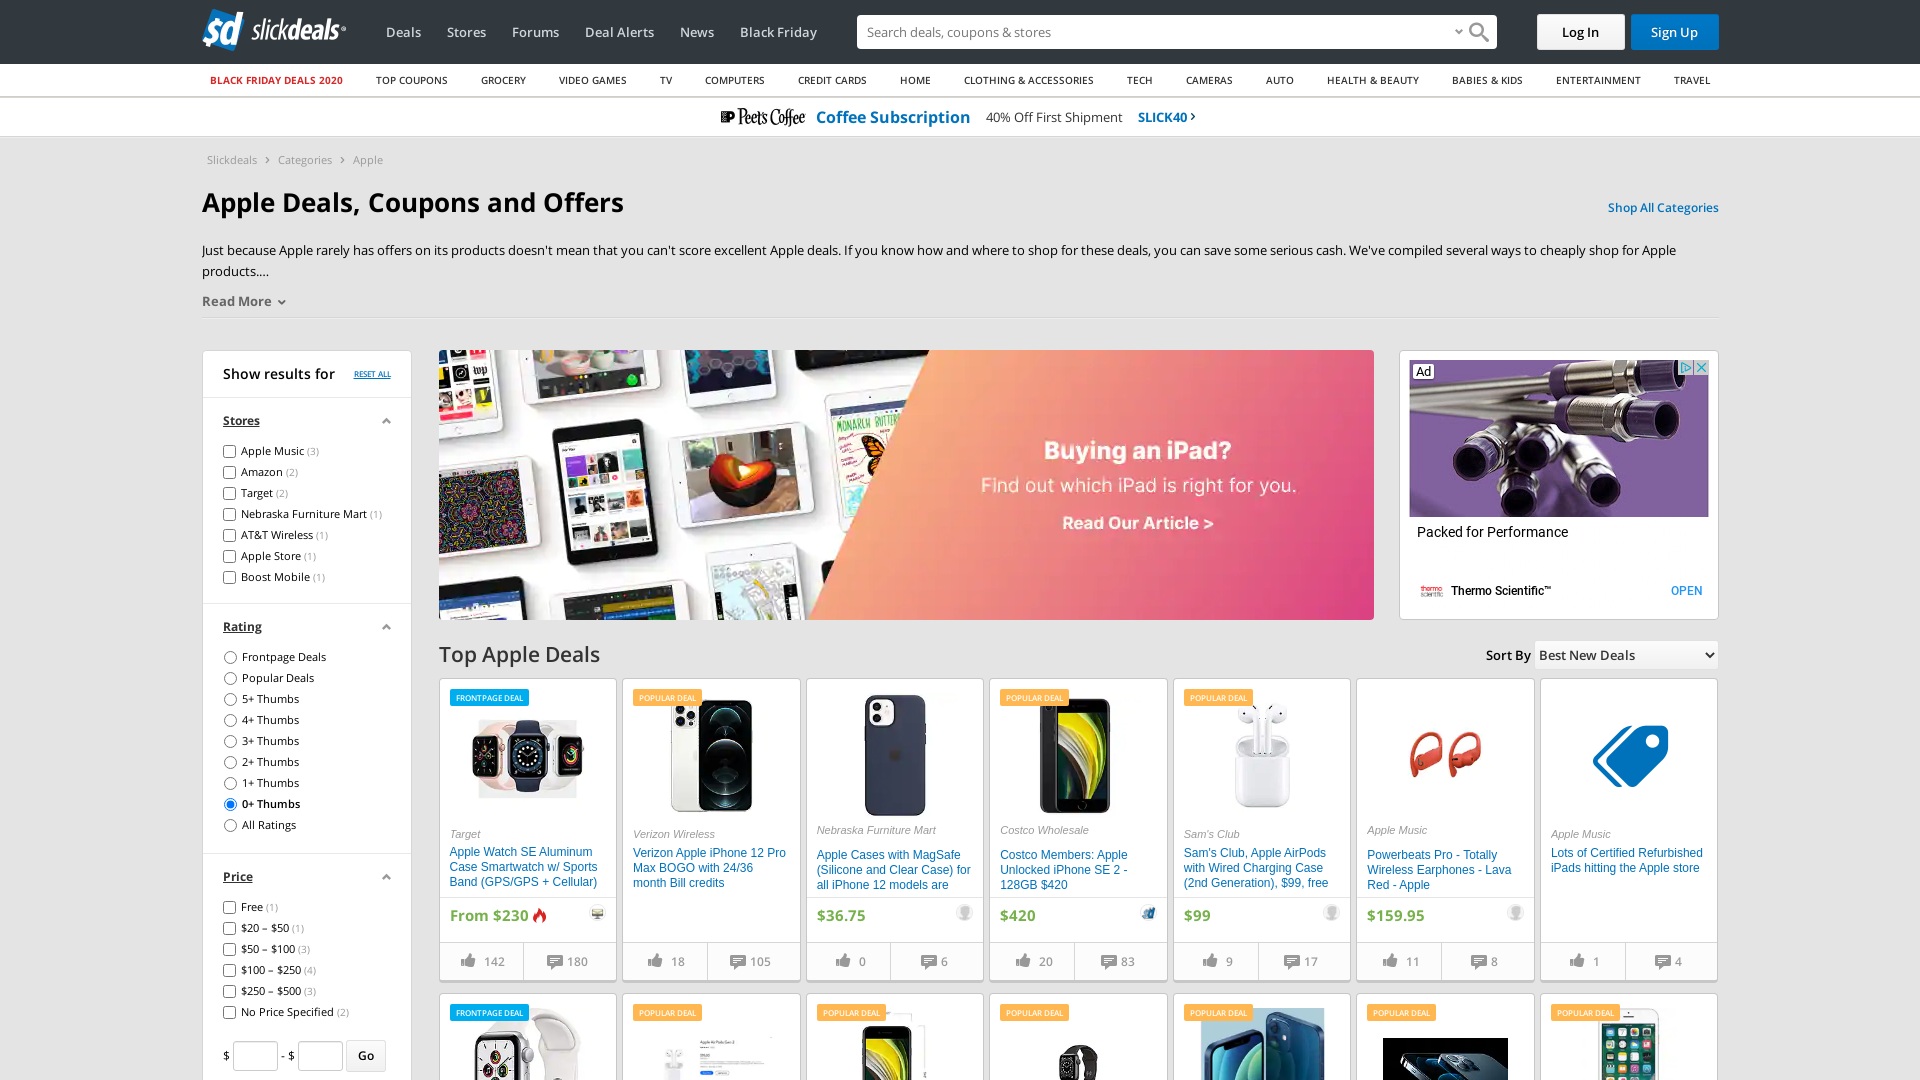 slickdeals
Deals
Stores
Forums
Deal Alerts
News
Black Friday
Search deals, coupons & stores
Log In
Sign Up
BLACK FRIDAY DEALS 2020
TOP COUPONS
GROCERY
VIDEO GAMES
TV
COMPUTERS
CREDIT CARDS
HOME
CLOTHING & ACCESSORIES
TECH
CAMERAS
AUTO
HEALTH & BEAUTY
BABIES & KIDS
ENTERTAINMENT
TRAVEL
Peet's Coffee Coffee Subscription 40% Off First Shipment SLICK40
Slickdeals > Categories > Apple
Apple Deals, Coupons and Offers
Shop All Categories
Just because Apple rarely has offers on its products doesn't mean that you can't score excellent Apple deals. If you know how and where to shop for these deals, you can save some serious cash. We've compiled several ways to cheaply shop for Apple
products....
Read More
Show results for RESET ALL
Stores
Apple Music (3)
Amazon (2)
Target (2)
Nebraska Furniture Mart (1)
AT&T Wireless (1)
Apple Store (1)
Boost Mobile (1)
Rating
Frontpage Deals
Popular Deals
5+ Thumbs
4+ Thumbs
3+ Thumbs
2+ Thumbs
1+ Thumbs
0+ Thumbs
All Ratings
Price
Free (1)
$20 – $50 (1)
$50 – $100 (3)
$100 – $250 (4)
$250 – $500 (3)
No Price Specified (2)
$ - $ Go
MONARCH BUTTERFLY
Buying an iPad?
Find out which iPad is right for you.
Read Our Article >
Ad
Packed for Performance
thermo scientific
Thermo Scientific™
OPEN
Top Apple Deals
Sort By Best New Deals
FRONTPAGE DEAL
Target
Apple Watch SE Aluminum
Case Smartwatch w/ Sports
Band (GPS/GPS + Cellular)
From $230
142 180
POPULAR DEAL
Verizon Wireless
Verizon Apple iPhone 12 Pro
Max BOGO with 24/36
month Bill credits
18 105
Nebraska Furniture Mart
Apple Cases with MagSafe
(Silicone and Clear Case) for
all iPhone 12 models are
$36.75
0 6
POPULAR DEAL
Costco Wholesale
Costco Members: Apple
Unlocked iPhone SE 2 -
128GB $420
$420
20 83
POPULAR DEAL
Sam's Club
Sam's Club, Apple AirPods
with Wired Charging Case
(2nd Generation), $99, free
$99
9 17
Apple Music
Powerbeats Pro - Totally
Wireless Earphones - Lava
Red - Apple
$159.95
11 8
Apple Music
Lots of Certified Refurbished
iPads hitting the Apple store
1 4
FRONTPAGE DEAL
POPULAR DEAL
POPULAR DEAL
POPULAR DEAL
POPULAR DEAL
POPULAR DEAL
POPULAR DEAL